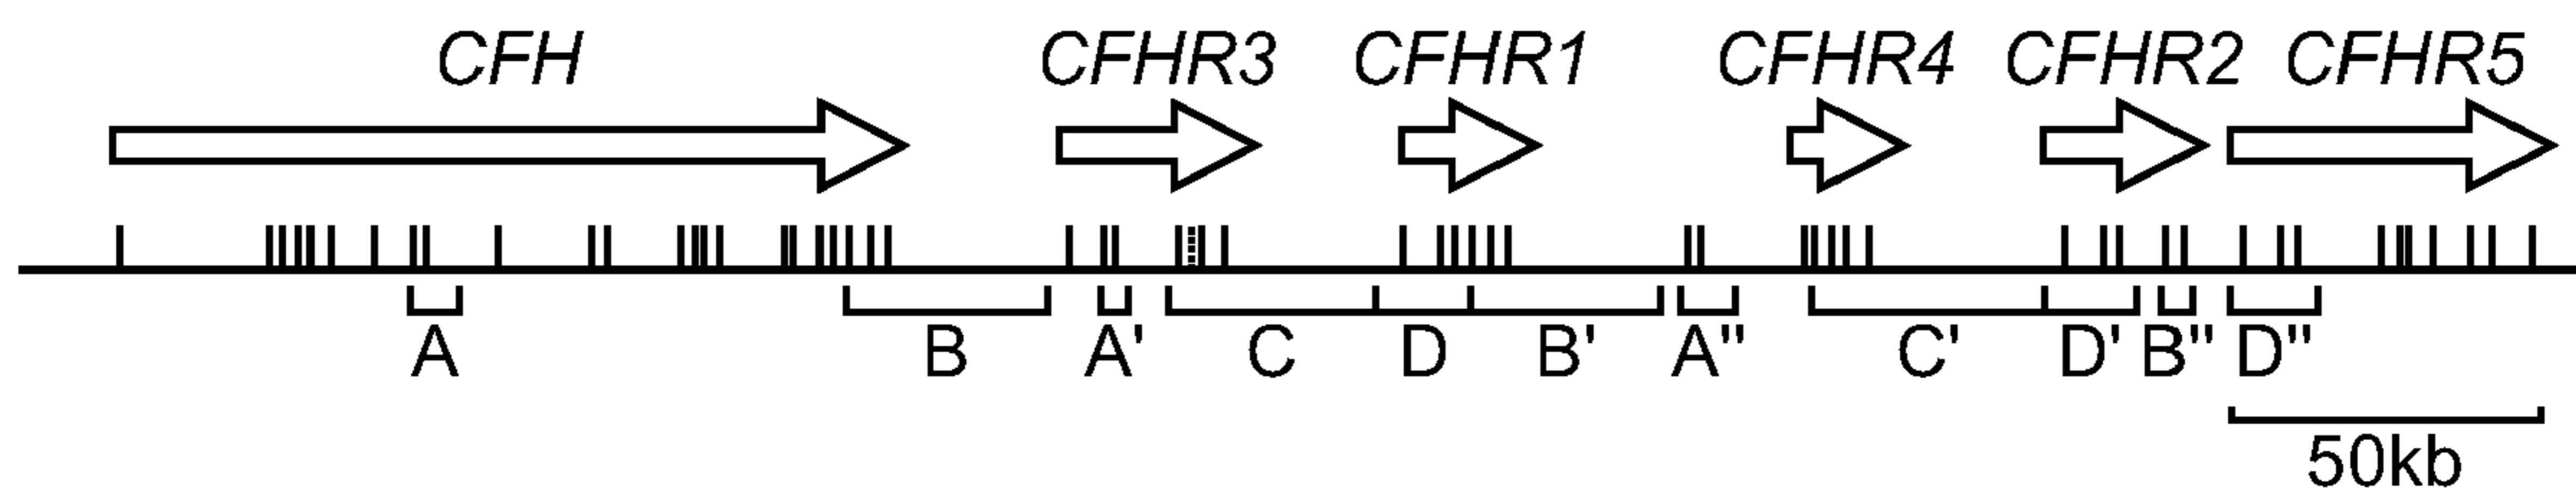 CFH CFHR3 CFHR1 CFHR4 CFHR2 CFHR5
A B A' C D B' A" C' D' B" D"
50kb